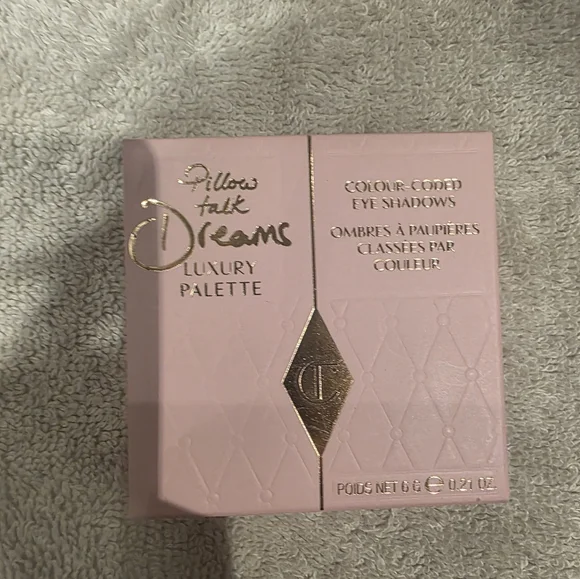 Pillow
talk
Dreams
LUXURY
PALETTE
COLOUR-CODED
EYE SHADOWS
OMBRES À PAUPIÈRES
CLASSÉES PAR
COULEUR
CT
POIDS NET 6 G ℮ 0.21 OZ.